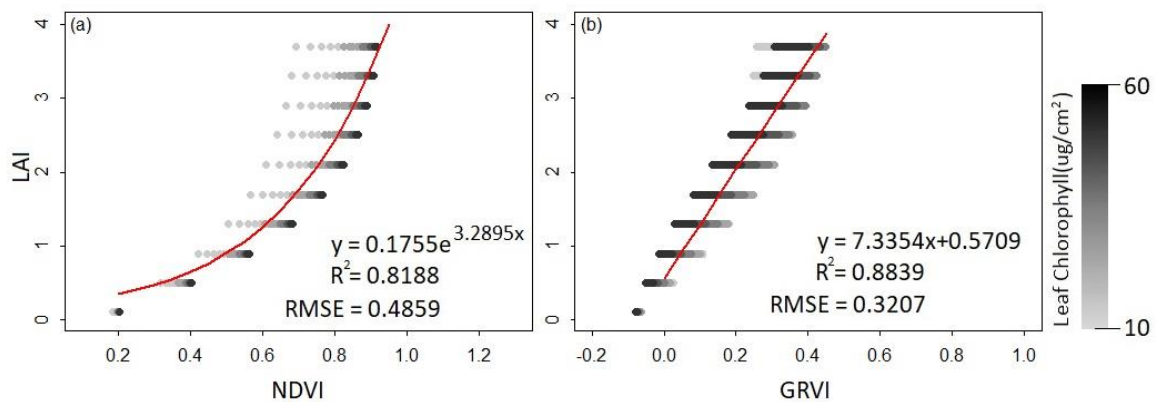 (a)
4
3
2
1
0
LAI
y = 0.1755e^3.2895x
R²= 0.8188
RMSE = 0.4859
0.2 0.4 0.6 0.8 1.0 1.2
NDVI
(b)
4
3
2
1
0
y = 7.3354x+0.5709
R²= 0.8839
RMSE = 0.3207
-0.2 0.0 0.2 0.4 0.6 0.8 1.0
GRVI
Leaf Chlorophyll(ug/cm²)
60
10